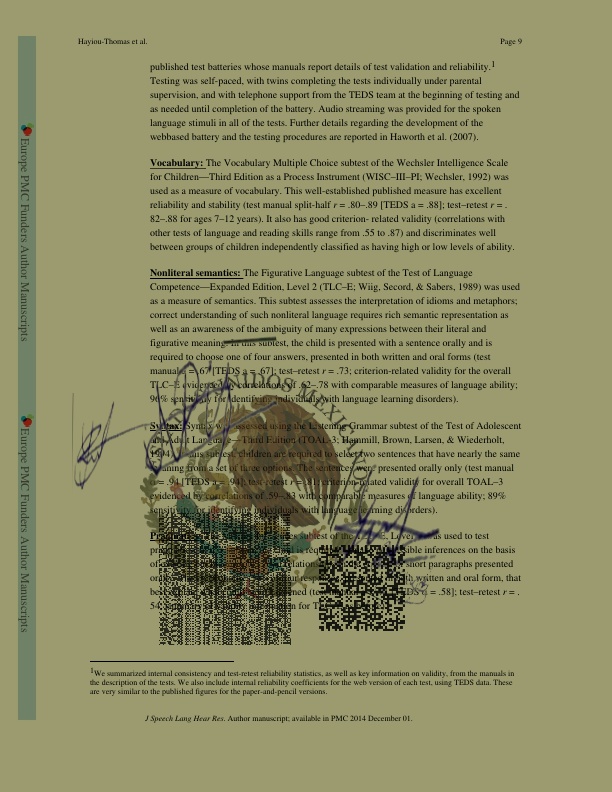 Hayiou-Thomas et al.
Page 9
published test batteries whose manuals report details of test validation and reliability.1
Testing was self-paced, with twins completing the tests individually under parental
supervision, and with telephone support from the TEDS team at the beginning of testing and
as needed until completion of the battery. Audio streaming was provided for the spoken
language stimuli in all of the tests. Further details regarding the development of the
webbased battery and the testing procedures are reported in Haworth et al. (2007).
Vocabulary: The Vocabulary Multiple Choice subtest of the Wechsler Intelligence Scale
for Children—Third Edition as a Process Instrument (WISC–III–PI; Wechsler, 1992) was
used as a measure of vocabulary. This well-established published measure has excellent
reliability and stability (test manual split-half r = .80–.89 [TEDS a = .88]; test–retest r = .
82–.88 for ages 7–12 years). It also has good criterion- related validity (correlations with
other tests of language and reading skills range from .55 to .87) and discriminates well
between groups of children independently classified as having high or low levels of ability.
Nonliteral semantics: The Figurative Language subtest of the Test of Language
Competence—Expanded Edition, Level 2 (TLC–E; Wiig, Secord, & Sabers, 1989) was used
as a measure of semantics. This subtest assesses the interpretation of idioms and metaphors;
correct understanding of such nonliteral language requires rich semantic representation as
well as an awareness of the ambiguity of many expressions between their literal and
figurative meaning. In this subtest, the child is presented with a sentence orally and is
required to choose one of four answers, presented in both written and oral forms (test
manual = .67 [TEDS a = .67]; test–retest r = .73; criterion-related validity for the overall
TLC–E evidenced by correlations of .62–.78 with comparable measures of language ability;
96% sensitivity for identifying individuals with language learning disorders).
Syntax: Syntax was assessed using the Listening Grammar subtest of the Test of Adolescent
and Adult Language—Third Edition (TOAL–3; Hammill, Brown, Larsen, & Wiederholt,
1994). In this subtest, children are required to select two sentences that have nearly the same
meaning from a set of three options. The sentences were presented orally only (test manual
= .94 [TEDS a = .94]; test–retest r = .81; criterion-related validity for overall TOAL–3
evidenced by correlations of .59–.83 with comparable measures of language ability; 89%
sensitivity for identifying individuals with language learning disorders).
subtest of the E, Level as used to test
is requ sible inferences on the basis
of short paragraphs presented
oral respon both written and oral form, that
best (test = .58]; test–retest r = .
54; for
1We summarized internal consistency and test-retest reliability statistics, as well as key information on validity, from the manuals in
the description of the tests. We also include internal reliability coefficients for the web version of each test, using TEDS data. These
are very similar to the published figures for the paper-and-pencil versions.
J Speech Lang Hear Res. Author manuscript; available in PMC 2014 December 01.
Europe PMC Funders Author Manuscripts
Europe PMC Funders Author Manuscripts